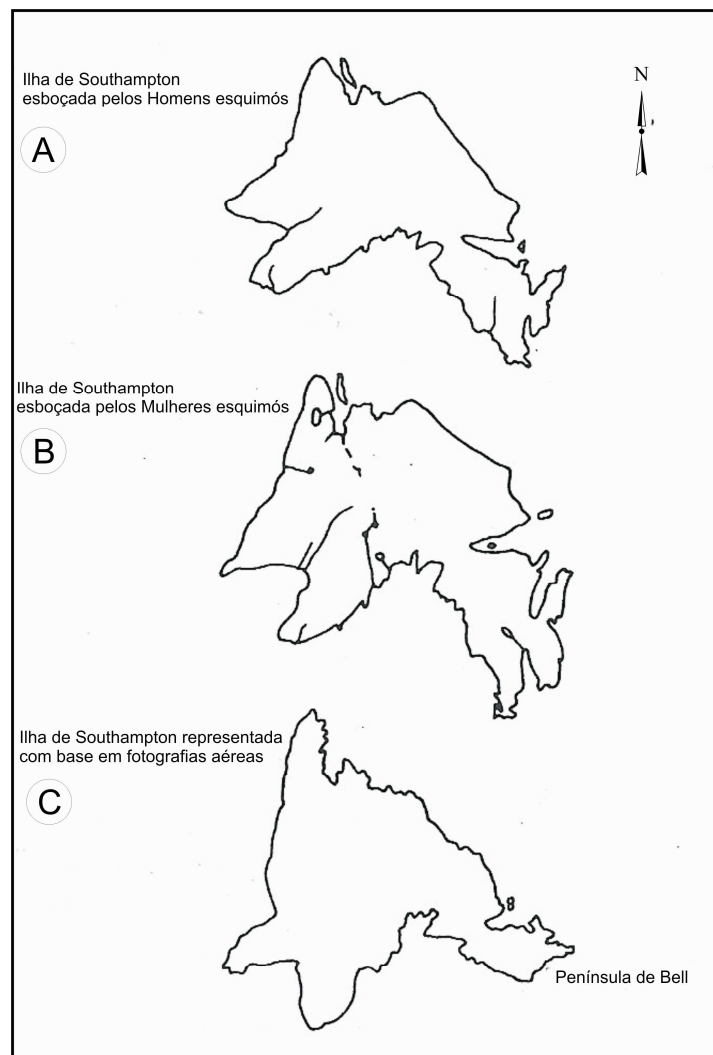 Ilha de Southampton
esboçada pelos Homens esquimós
N
A
Ilha de Southampton
esboçada pelos Mulheres esquimós
B
Ilha de Southampton representada
com base em fotografias aéreas
C
Península de Bell